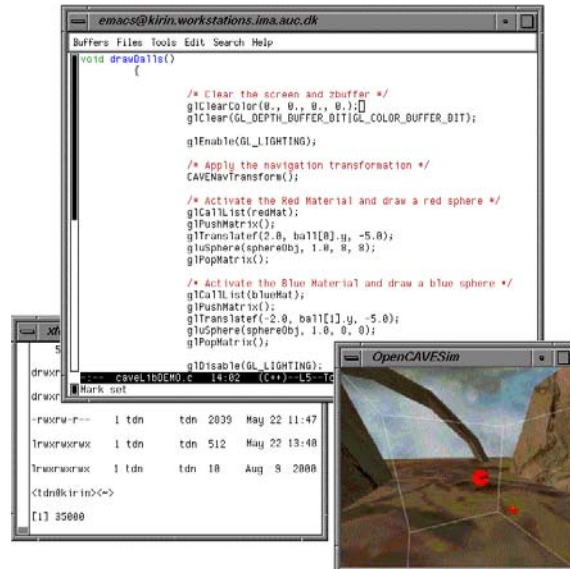 emacs@kirin.workstations.ima.auc.dk
Buffers Files Tools Edit Search Help
void drawBalls()
{
/* Clear the screen and zbuffer */
glClearColor(0., 0., 0., 0.);
glClear(GL_DEPTH_BUFFER_BIT|GL_COLOR_BUFFER_BIT);
glEnable(GL_LIGHTING);
/* Apply the navigation transformation */
CAVENavTransform();
/* Activate the Red Material and draw a red sphere */
glCallList(redMat);
glPushMatrix();
glTranslatef(2.0, ball[0].y, -5.0);
gluSphere(sphereObj, 1.0, 8, 8);
glPopMatrix();
/* Activate the Blue Material and draw a blue sphere */
glCallList(blueMat);
glPushMatrix();
glTranslatef(-2.0, ball[1].y, -5.0);
gluSphere(sphereObj, 1.0, 8, 8);
glPopMatrix();
glDisable(GL_LIGHTING);
-:-- caveLibDEMO.c 14:02 (C++)--L5--To
Mark set
drwxr
drwxr
-rwxrw-r-- 1 tdn tdn 2039 May 22 11:47
lrwxrwxrwx 1 tdn tdn 512 May 22 13:48
lrwxrwxrwx 1 tdn tdn 10 Aug 9 2000
<tdn@kirin><~>
[1] 35000
OpenCAVESim